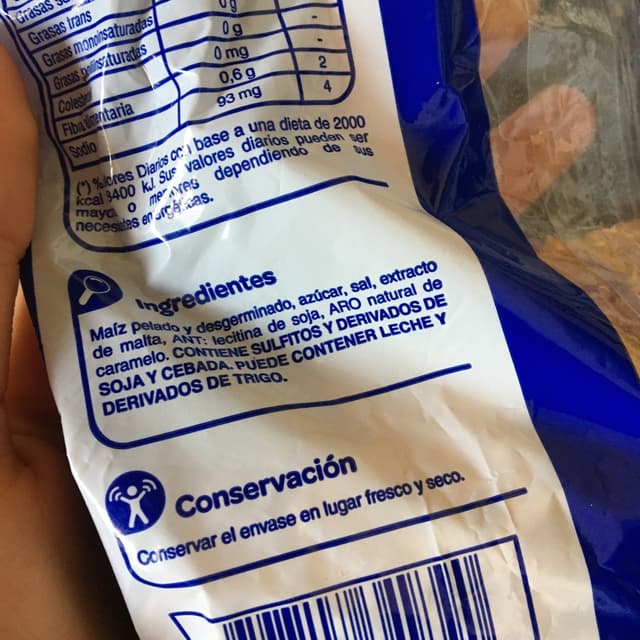 Grasas
Grasas trans 0 g -
Grasas monoinsaturadas 0 g -
Grasas poliinsaturadas 0 g -
0 mg -
Fibra alimentaria 0,6 g 2
Sodio 93 mg 4
(*) % Valores Diarios con base a una dieta de 2000
kcal 8400 kJ. Sus valores diarios pueden ser
mayores o menores dependiendo de sus
necesidades energéticas.
Ingredientes
Maíz pelado y desgerminado, azúcar, sal, extracto
de malta, ANT: lecitina de soja, ARO natural de
caramelo. CONTIENE SULFITOS Y DERIVADOS DE
SOJA Y CEBADA. PUEDE CONTENER LECHE Y
DERIVADOS DE TRIGO.
Conservación
Conservar el envase en lugar fresco y seco.